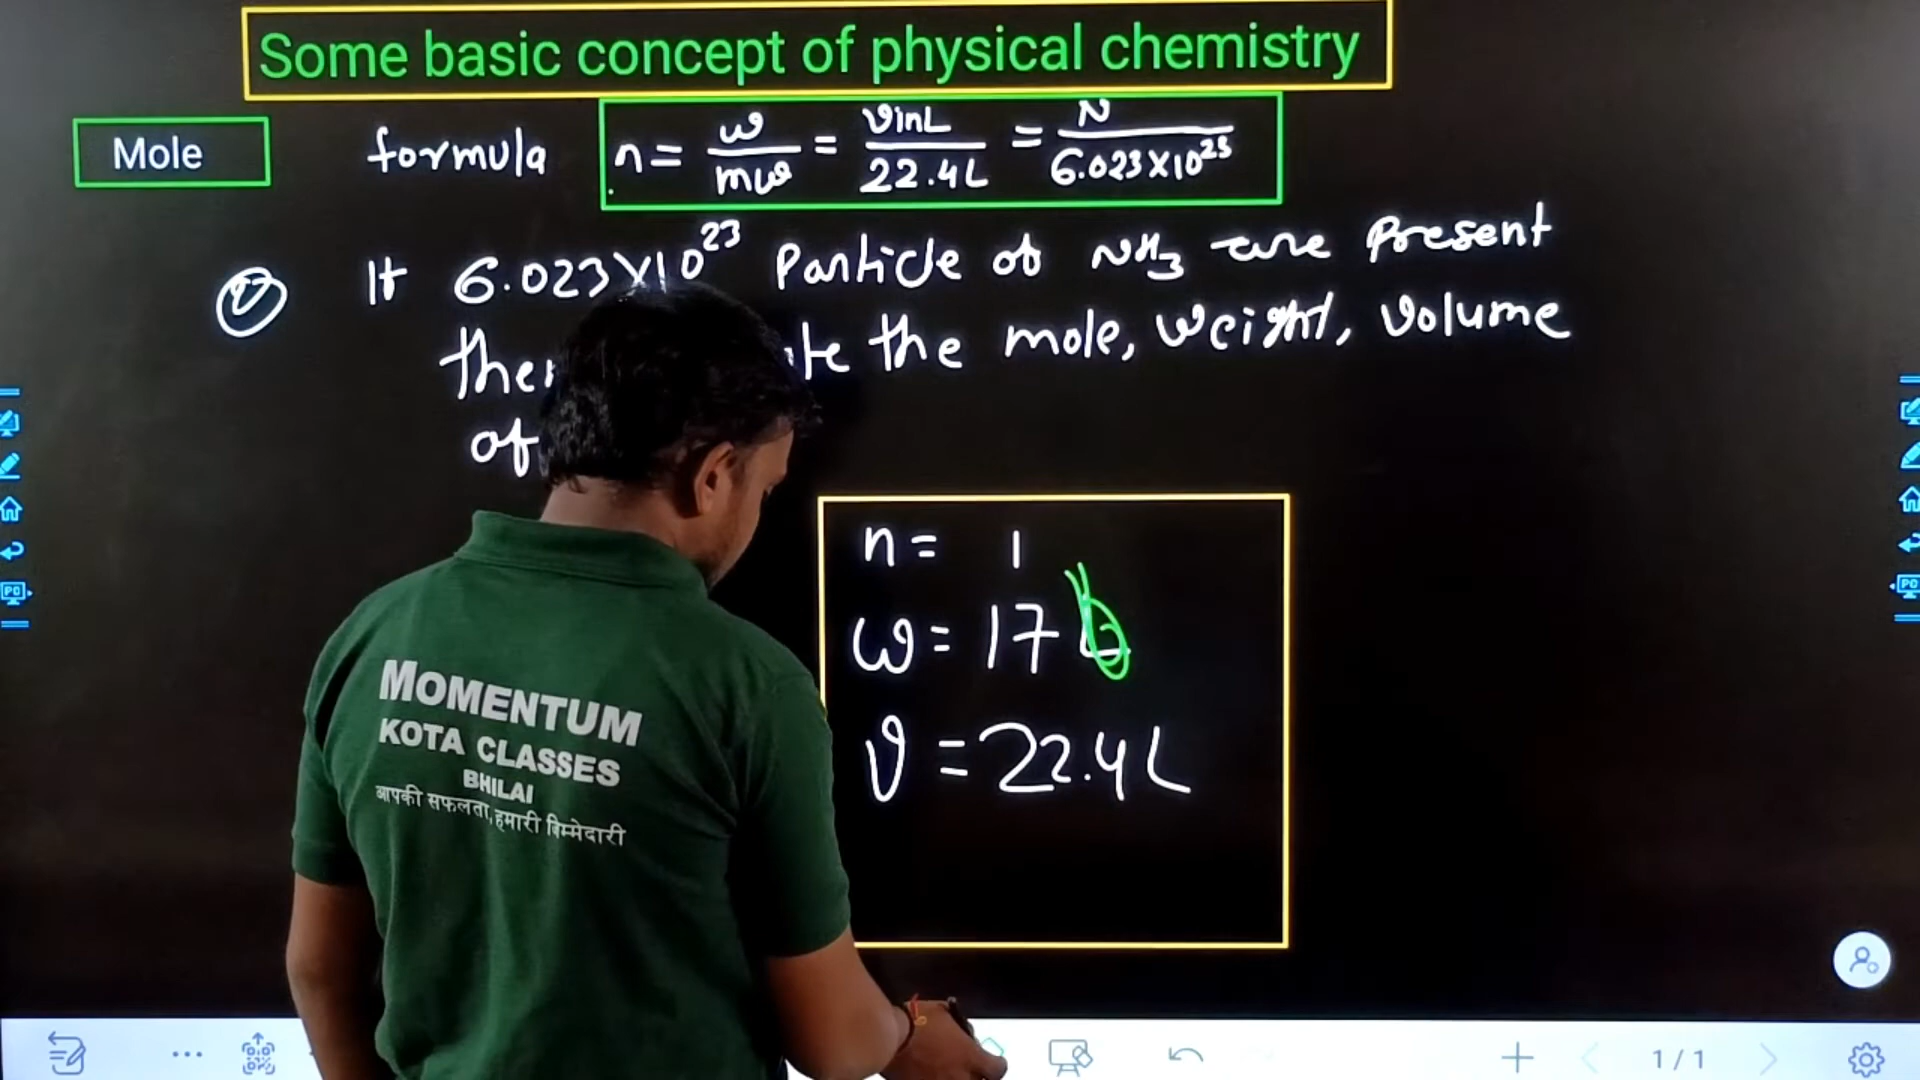 Some basic concept of physical chemistry
Mole formula n = w/mw = VinL/22.4L = N/6.023×10²³
Q If 6.023×10²³ Particle of NH₃ are Present
the mole, weight, volume
of
n = 1
w = 17
V = 22.4 L
MOMENTUM
KOTA CLASSES
BHILAI
आपकी सफलता, हमारी जिम्मेदारी
1 / 1